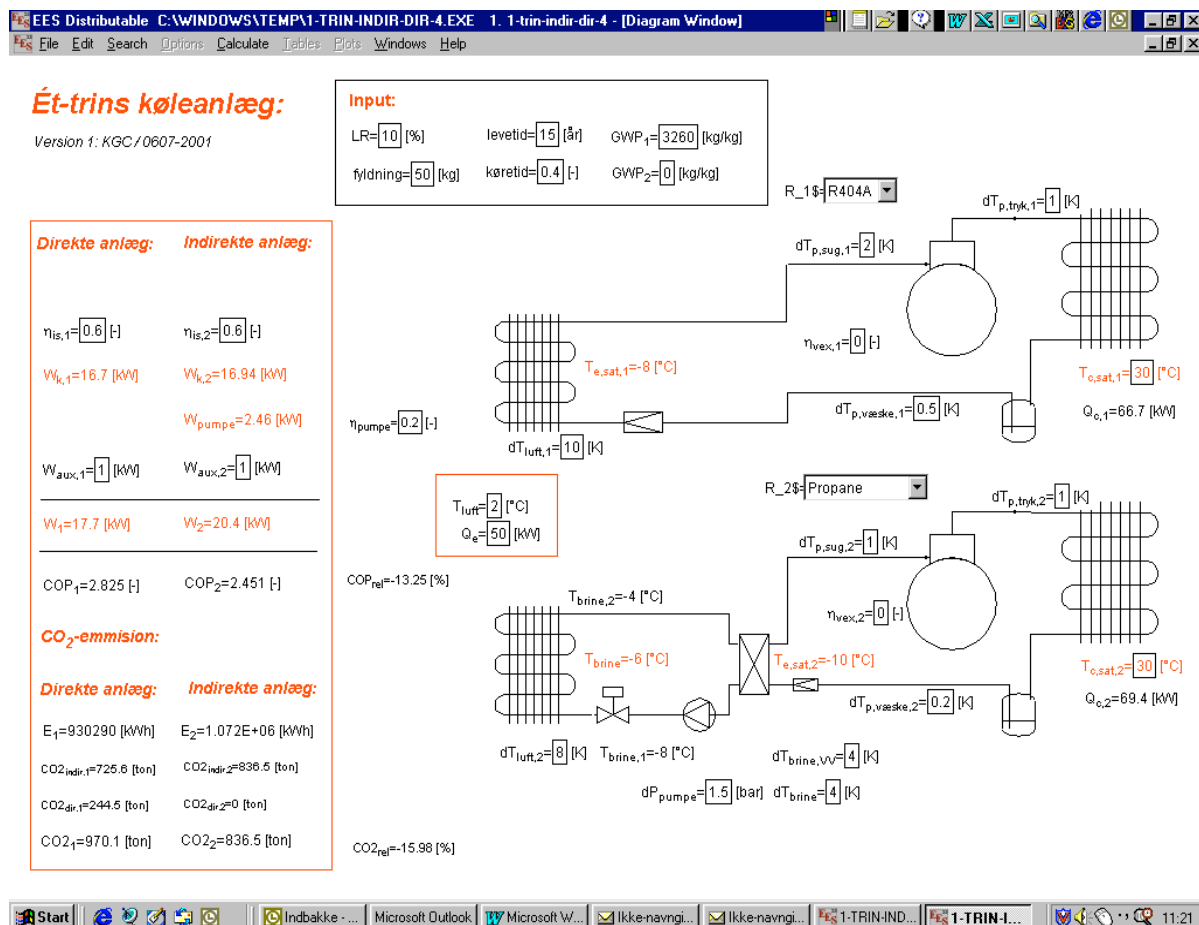 EES Distributable C:\WINDOWS\TEMP\1-TRIN-INDIR-DIR-4.EXE 1. 1-trin-indir-dir-4 - [Diagram Window]
File Edit Search Options Calculate Tables Plots Windows Help
Ét-trins køleanlæg:
Version 1: KGC / 0607-2001
Input:
LR=10 [%] levetid=15 [år] GWP1=3260 [kg/kg]
fyldning=50 [kg] køretid=0.4 [-] GWP2=0 [kg/kg]
R_1$=R404A
dTp,tryk,1=1 [K]
dTp,sug,1=2 [K]
ηvex,1=0 [-]
Te,sat,1=-8 [°C]
Tc,sat,1=30 [°C]
dTp,væske,1=0.5 [K]
Qc,1=66.7 [kW]
dTluft,1=10 [K]
ηpumpe=0.2 [-]
Direkte anlæg: Indirekte anlæg:
ηis,1=0.6 [-] ηis,2=0.6 [-]
Wk,1=16.7 [kW] Wk,2=16.94 [kW]
Wpumpe=2.46 [kW]
Waux,1=1 [kW] Waux,2=1 [kW]
W1=17.7 [kW] W2=20.4 [kW]
COP1=2.825 [-] COP2=2.451 [-]
COPrel=-13.25 [%]
CO2-emmision:
Direkte anlæg: Indirekte anlæg:
E1=930290 [kWh] E2=1.072E+06 [kWh]
CO2indir,1=725.6 [ton] CO2indir,2=836.5 [ton]
CO2dir,1=244.5 [ton] CO2dir,2=0 [ton]
CO21=970.1 [ton] CO22=836.5 [ton]
CO2rel=-15.98 [%]
Tluft=2 [°C]
Qe=50 [kW]
R_2$=Propane
dTp,tryk,2=1 [K]
dTp,sug,2=1 [K]
Tbrine,2=-4 [°C]
ηvex,2=0 [-]
Tbrine=-6 [°C]
Te,sat,2=-10 [°C]
Tc,sat,2=30 [°C]
dTp,væske,2=0.2 [K]
Qc,2=69.4 [kW]
dTluft,2=8 [K] Tbrine,1=-8 [°C] dTbrine,VV=4 [K]
dPpumpe=1.5 [bar] dTbrine=4 [K]
Start Indbakke - ... Microsoft Outlook Microsoft W... Ikke-navngi... Ikke-navngi... 1-TRIN-IND... 1-TRIN-I... 11:21